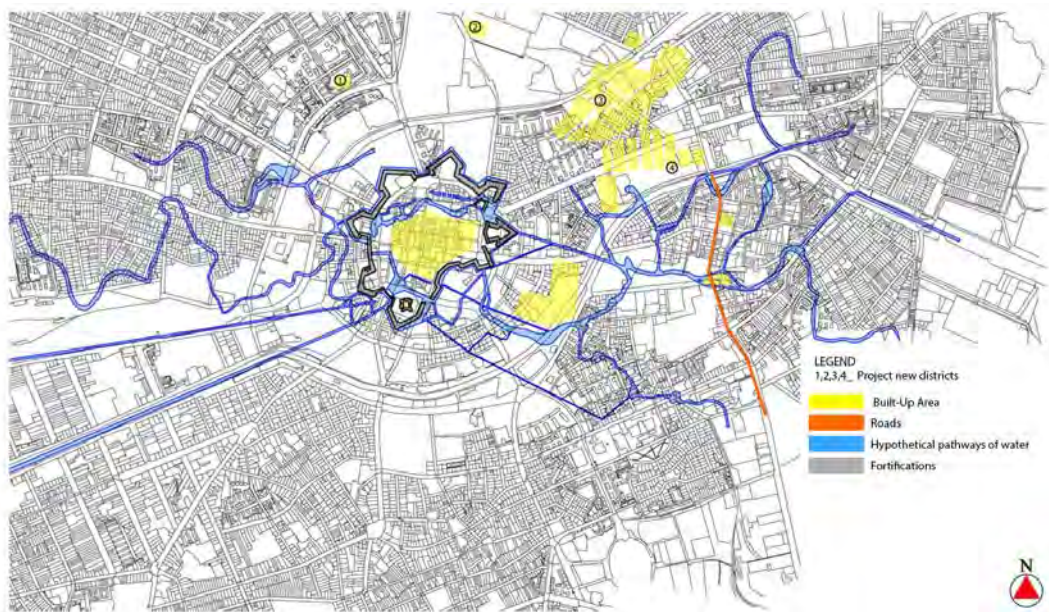 2
1
3
4
LEGEND
1,2,3,4_ Project new districts
Built-Up Area
Roads
Hypothetical pathways of water
Fortifications
N